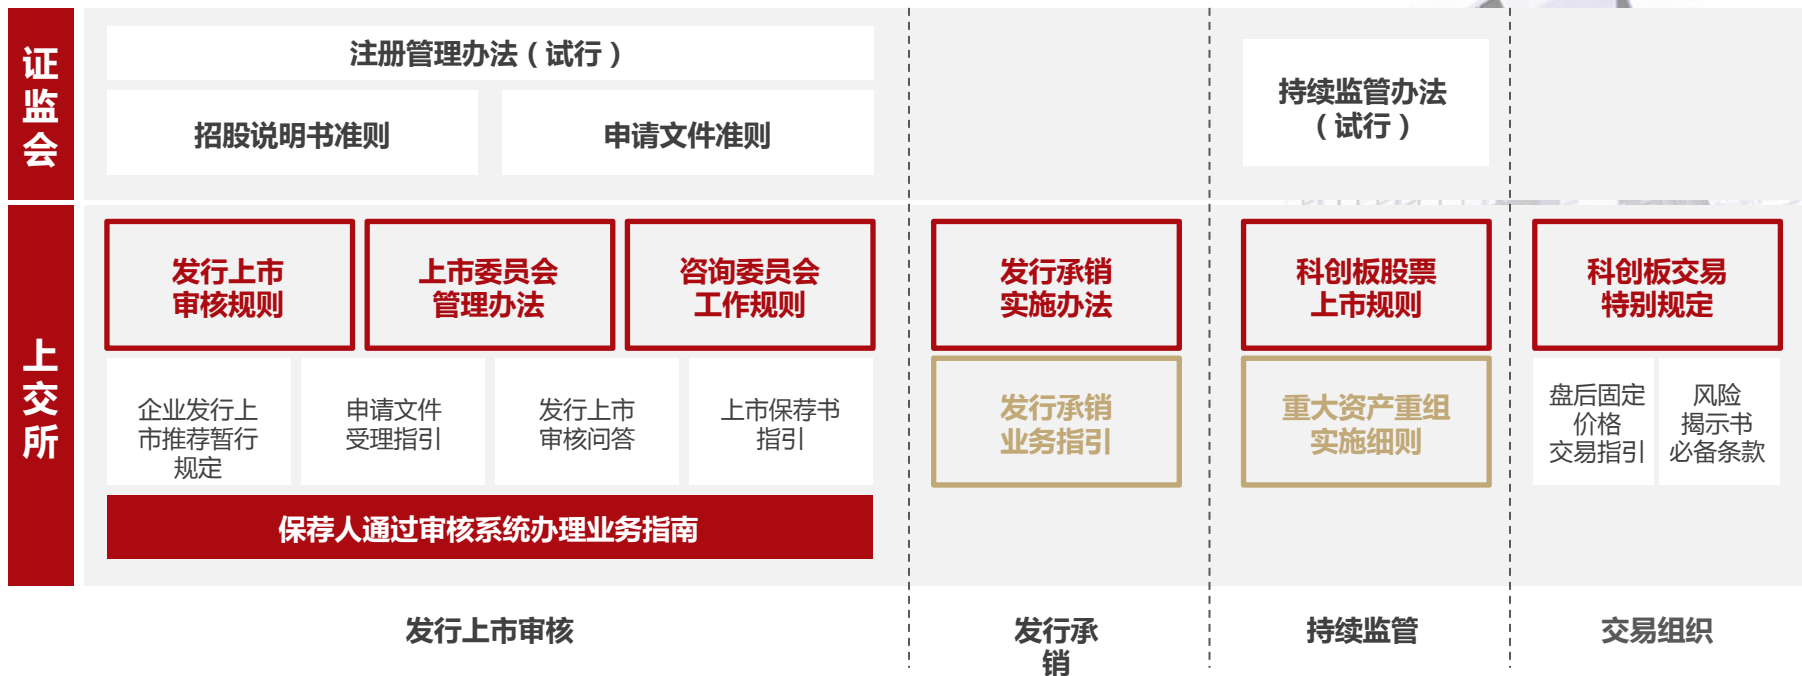 证
监
会
注册管理办法（试行）
招股说明书准则
申请文件准则
持续监管办法
（试行）
上
交
所
发行上市
审核规则
上市委员会
管理办法
咨询委员会
工作规则
发行承销
实施办法
科创板股票
上市规则
科创板交易
特别规定
企业发行上
市推荐暂行
规定
申请文件
受理指引
发行上市
审核问答
上市保荐书
指引
发行承销
业务指引
重大资产重组
实施细则
盘后固定
价格
交易指引
风险
揭示书
必备条款
保荐人通过审核系统办理业务指南
发行上市审核
发行承
销
持续监管
交易组织